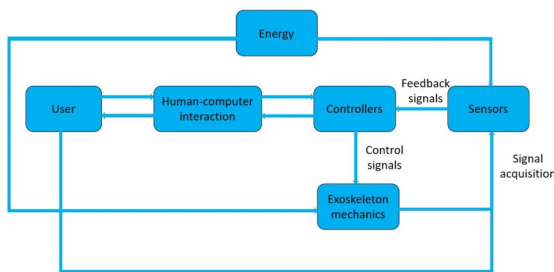 Energy
Feedback
signals
User
Human-computer
interaction
Controllers
Sensors
Control
signals
Signal
acquisition
Exoskeleton
mechanics